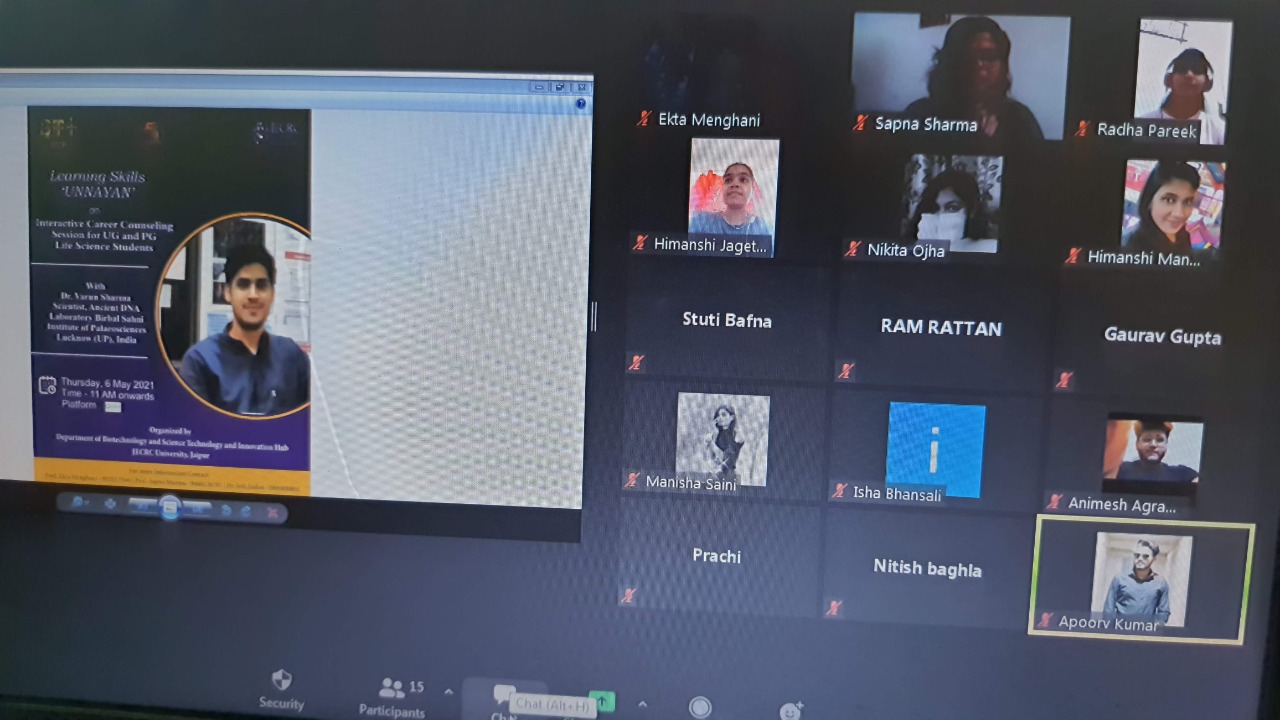 Learning Skills
'UNNAYAN'
on
Interactive Career Counseling
Session for UG and PG
Life Science Students
With
Dr. Varun Sharma
Scientist, Ancient DNA
Laboratory Birbal Sahni
Institute of Palaeosciences
Lucknow (UP), India
Thursday, 6 May 2021
Time - 11 AM onwards
Platform
Organized by
Department of Biotechnology and Science Technology and Innovation Hub
JECRC University, Jaipur
For more Information Contact
Ekta Menghani
Sapna Sharma
Radha Pareek
Himanshi Jaget...
Nikita Ojha
Himanshi Man...
Stuti Bafna
RAM RATTAN
Gaurav Gupta
Manisha Saini
i
Isha Bhansali
Animesh Agra...
Prachi
Nitish baghla
Apoorv Kumar
Security
15
Participants
Chat (Alt+H)